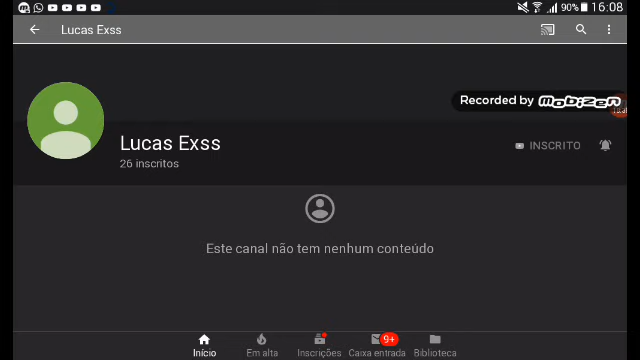 90% 16:08
Lucas Exss
Recorded by mobizen
Lucas Exss
26 inscritos
INSCRITO
Este canal não tem nenhum conteúdo
9+
Início Em alta Inscrições Caixa entrada Biblioteca